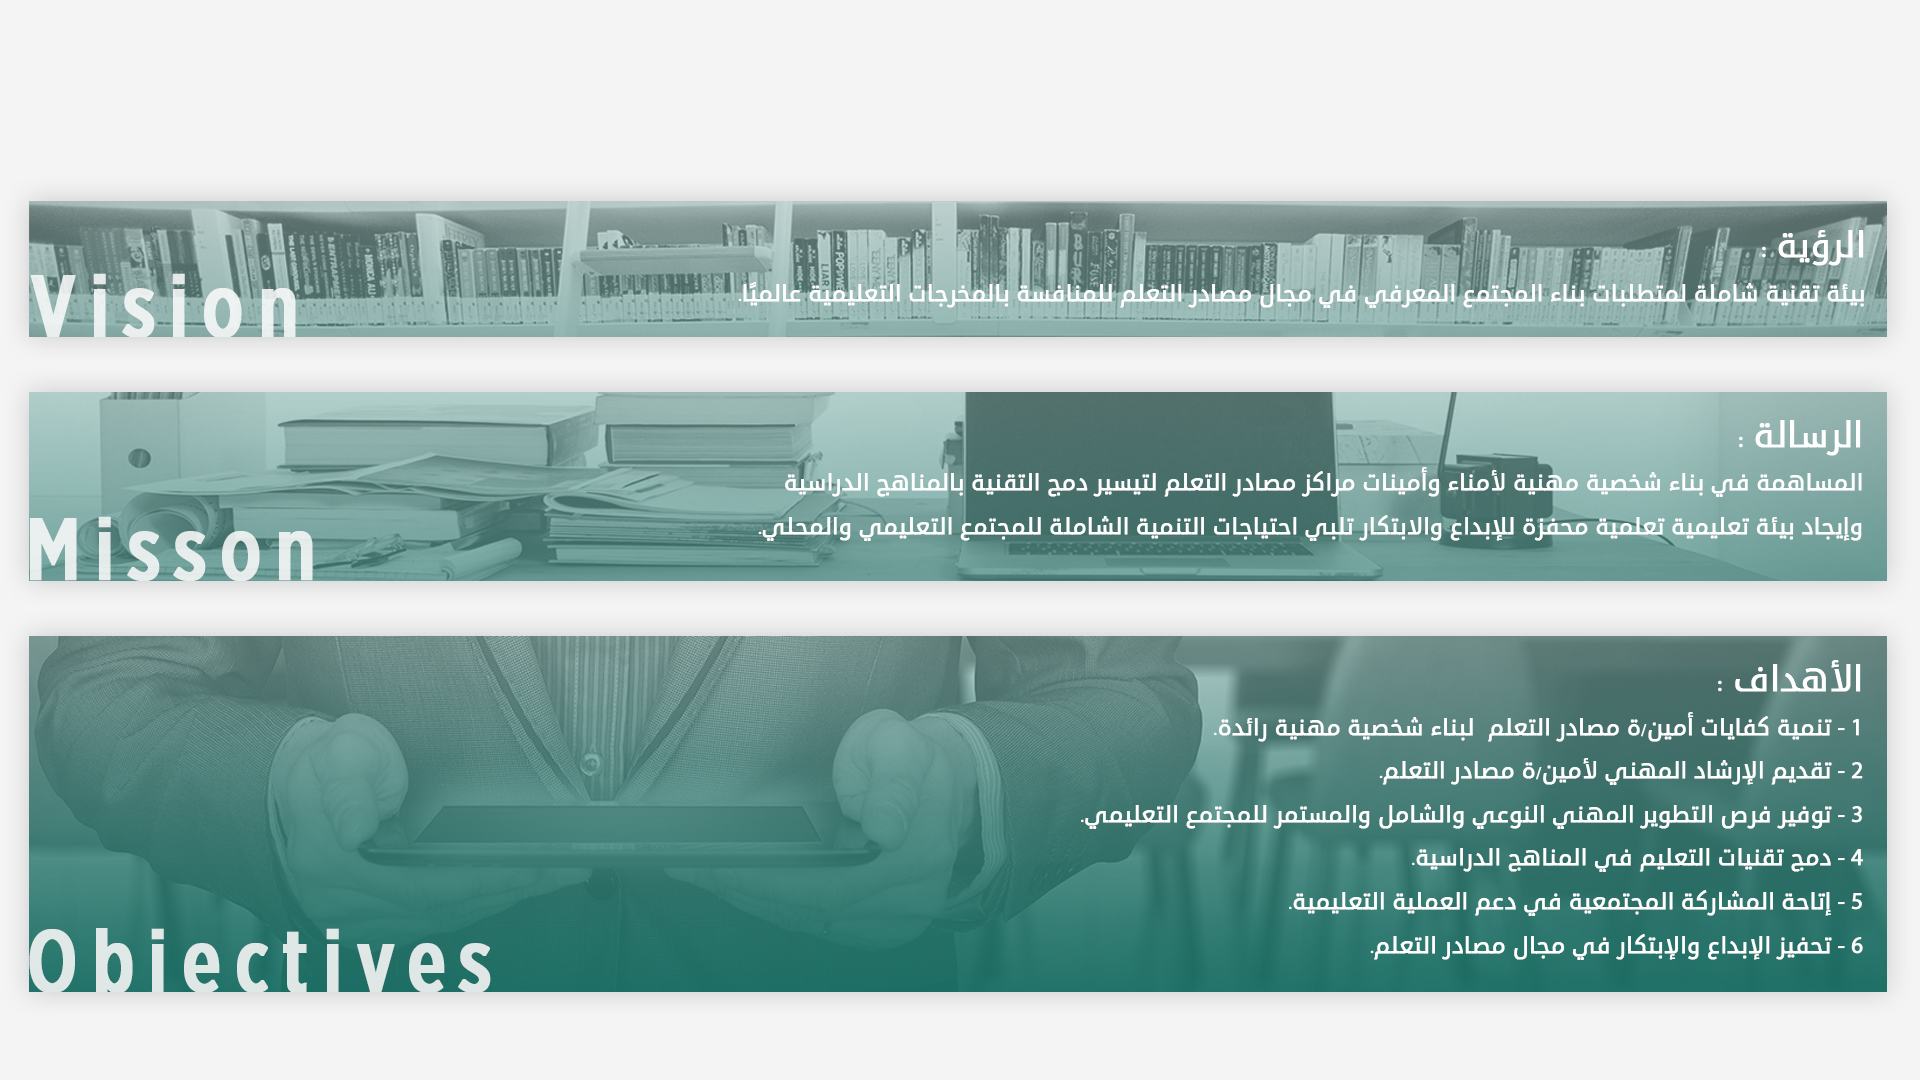 الرؤية :
بيئة تقنية شاملة لمتطلبات بناء المجتمع المعرفي في مجال مصادر التعلم للمنافسة بالمخرجات التعليمية عالميًا.
Vision
الرسالة :
المساهمة في بناء شخصية مهنية لأمناء وأمينات مراكز مصادر التعلم لتيسير دمج التقنية بالمناهج الدراسية
وإيجاد بيئة تعليمية تعلمية محفزة للإبداع والابتكار تلبي احتياجات التنمية الشاملة للمجتمع التعليمي والمحلي.
Misson
الأهداف :
1 - تنمية كفايات أمين/ة مصادر التعلم لبناء شخصية مهنية رائدة.
2 - تقديم الإرشاد المهني لأمين/ة مصادر التعلم.
3 - توفير فرص التطوير المهني النوعي والشامل والمستمر للمجتمع التعليمي.
4 - دمج تقنيات التعليم في المناهج الدراسية.
5 - إتاحة المشاركة المجتمعية في دعم العملية التعليمية.
6 - تحفيز الإبداع والإبتكار في مجال مصادر التعلم.
Objectives